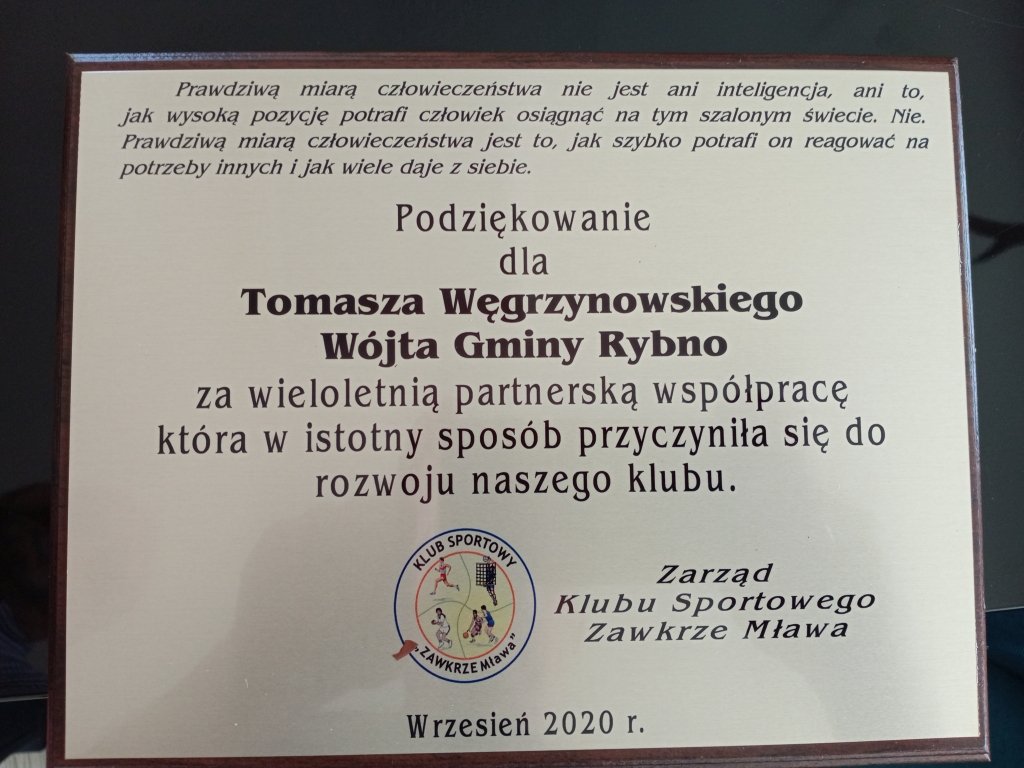 Prawdziwą miarą człowieczeństwa nie jest ani inteligencja, ani to,
jak wysoką pozycję potrafi człowiek osiągnąć na tym szalonym świecie. Nie.
Prawdziwą miarą człowieczeństwa jest to, jak szybko potrafi on reagować na
potrzeby innych i jak wiele daje z siebie.
Podziękowanie
dla
Tomasza Węgrzynowskiego
Wójta Gminy Rybno
za wieloletnią partnerską współpracę
która w istotny sposób przyczyniła się do
rozwoju naszego klubu.
KLUB SPORTOWY
"ZAWKRZE Mława"
Zarząd
Klubu Sportowego
Zawkrze Mława
Wrzesień 2020 r.